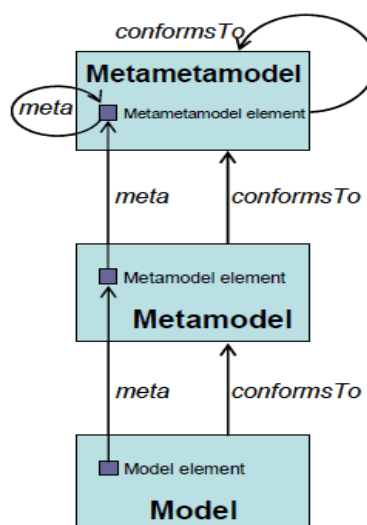 conformsTo
Metametamodel
meta
Metametamodel element
meta
conformsTo
Metamodel element
Metamodel
meta
conformsTo
Model element
Model